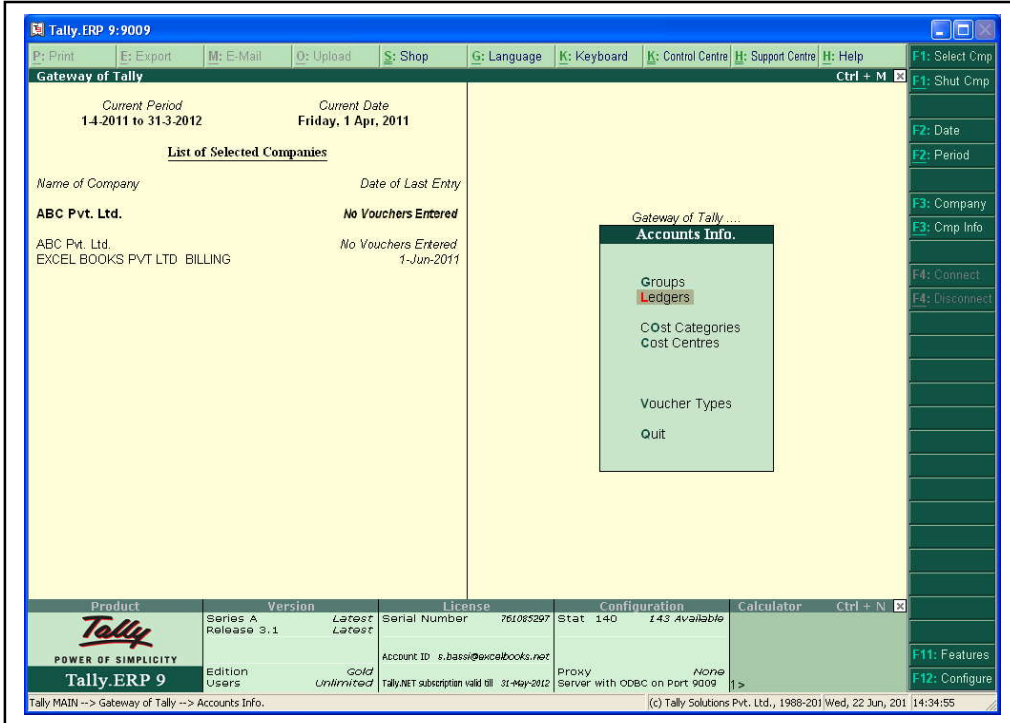 Tally.ERP 9:9009
P: Print E: Export M: E-Mail O: Upload S: Shop G: Language K: Keyboard K: Control Centre H: Support Centre H: Help
Gateway of Tally Ctrl + M
Current Period Current Date
1-4-2011 to 31-3-2012 Friday, 1 Apr, 2011
List of Selected Companies
Name of Company Date of Last Entry
ABC Pvt. Ltd. No Vouchers Entered
ABC Pvt. Ltd. No Vouchers Entered
EXCEL BOOKS PVT LTD BILLING 1-Jun-2011
Gateway of Tally ....
Accounts Info.
Groups
Ledgers
COst Categories
Cost Centres
Voucher Types
Quit
F1: Select Cmp
F1: Shut Cmp
F2: Date
F2: Period
F3: Company
F3: Cmp Info
F4: Connect
F4: Disconnect
F11: Features
F12: Configure
Product Version License Configuration Calculator Ctrl + N
Tally
POWER OF SIMPLICITY
Tally.ERP 9
Series A Latest
Release 3.1 Latest
Edition Gold
Users Unlimited
Serial Number 761085297
Account ID s.bassi@excelbooks.net
Tally.NET subscription valid till 31-May-2012
Stat 140 143 Available
Proxy None
Server with ODBC on Port 9009
1>
Tally MAIN --> Gateway of Tally --> Accounts Info. (c) Tally Solutions Pvt. Ltd., 1988-201 Wed, 22 Jun, 201 14:34:55